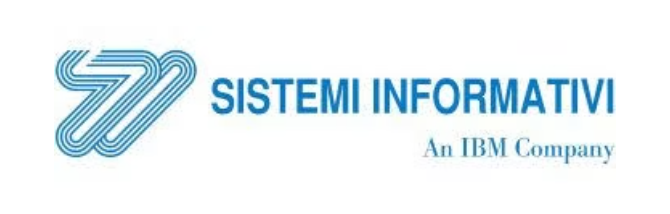 SISTEMI INFORMATIVI
An IBM Company